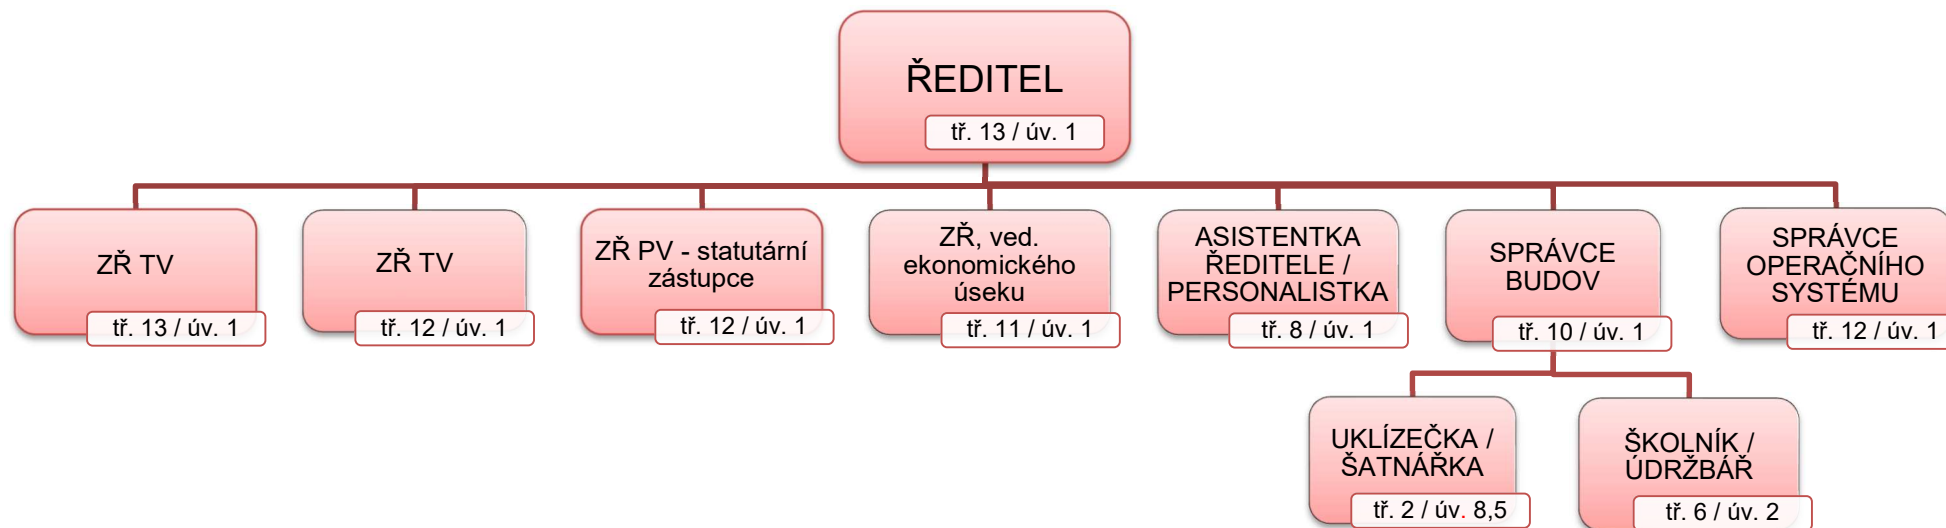 ŘEDITEL
tř. 13 / úv. 1
ZŘ TV
tř. 13 / úv. 1
ZŘ TV
tř. 12 / úv. 1
ZŘ PV - statutární
zástupce
tř. 12 / úv. 1
ZŘ, ved.
ekonomického
úseku
tř. 11 / úv. 1
ASISTENTKA
ŘEDITELE /
PERSONALISTKA
tř. 8 / úv. 1
SPRÁVCE
BUDOV
tř. 10 / úv. 1
SPRÁVCE
OPERAČNÍHO
SYSTÉMU
tř. 12 / úv. 1
UKLÍZEČKA /
ŠATNÁŘKA
tř. 2 / úv. 8,5
ŠKOLNÍK /
ÚDRŽBÁŘ
tř. 6 / úv. 2